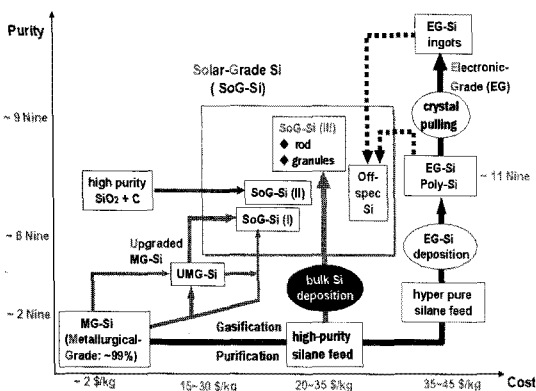 Purity
EG-Si
ingots
Solar-Grade Si
( SoG-Si)
Electronic-
Grade (EG)
~ 9 Nine
SoG-Si (III)
◆ rod
◆ granules
crystal
pulling
high purity
SiO₂ + C
SoG-Si (II)
Off-
spec
Si
EG-Si
Poly-Si
~ 11 Nine
SoG-Si (I)
~ 6 Nine
Upgraded
MG-Si
UMG-Si
EG-Si
deposition
bulk Si
deposition
hyper pure
silane feed
~ 2 Nine
MG-Si
(Metallurgical-
Grade: ~99%)
Gasification
Purification
high-purity
silane feed
~ 2 $/kg
15~30 $/kg
20~35 $/kg
35~45 $/kg
Cost